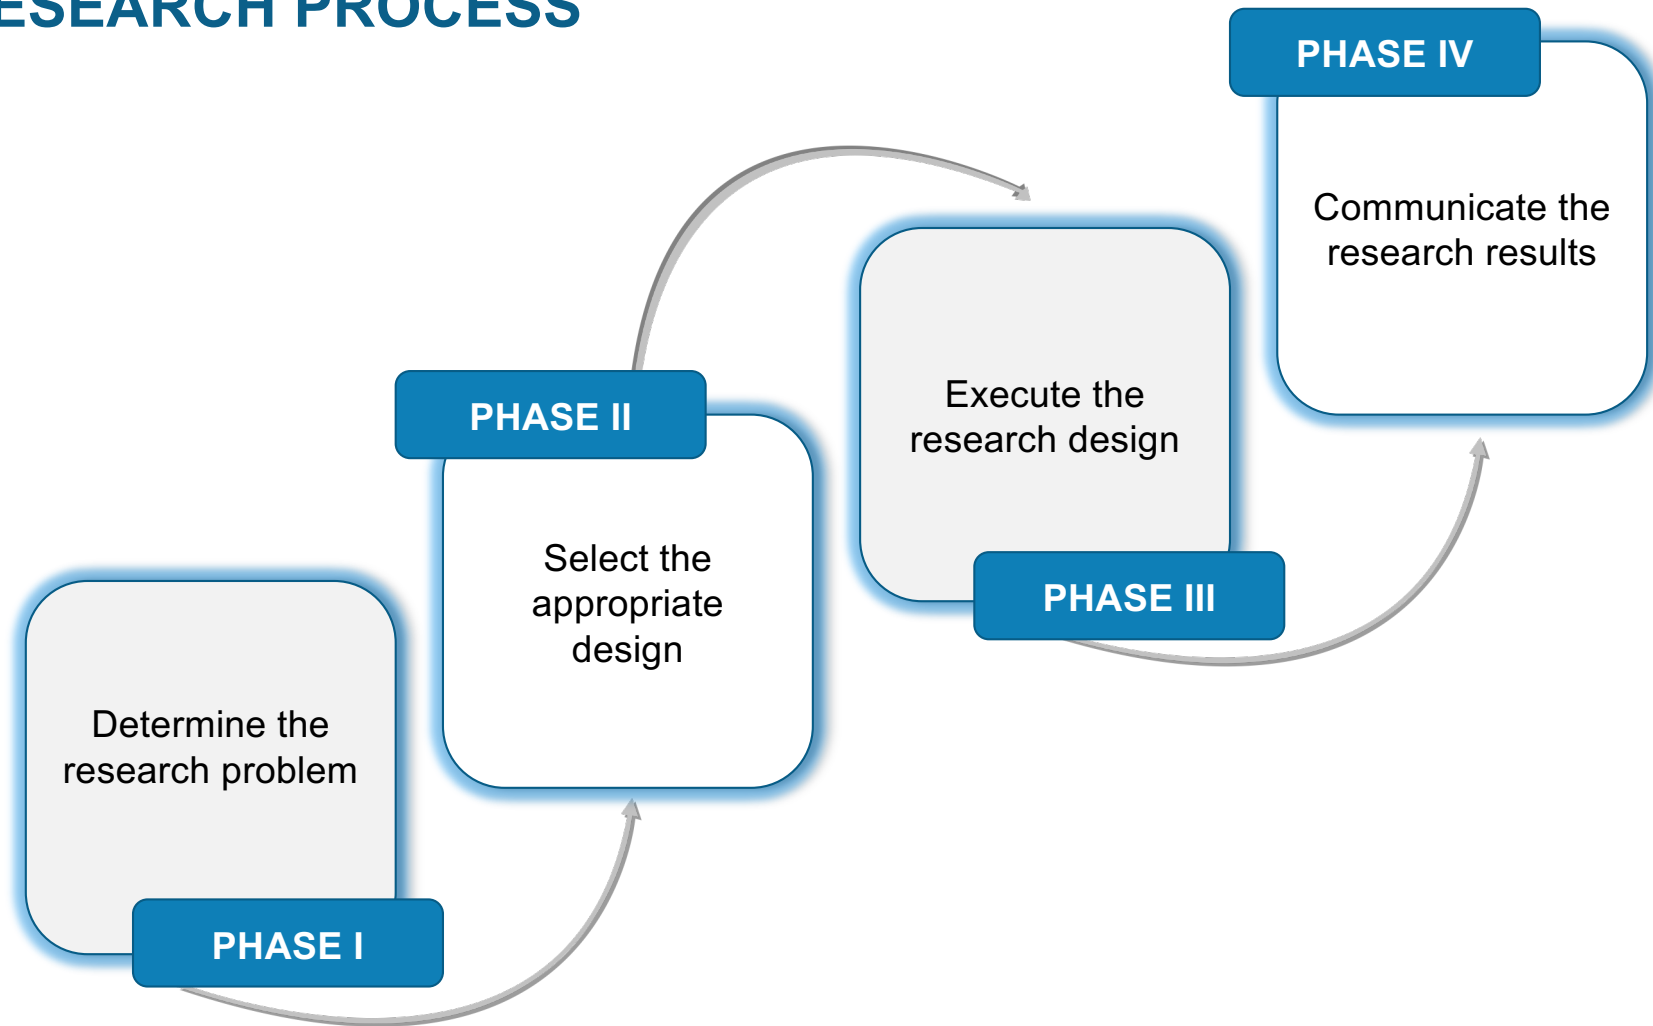 ESEARCH PROCESS
PHASE IV
Communicate the
research results
Execute the
research design
PHASE III
PHASE II
Select the
appropriate
design
Determine the
research problem
PHASE I